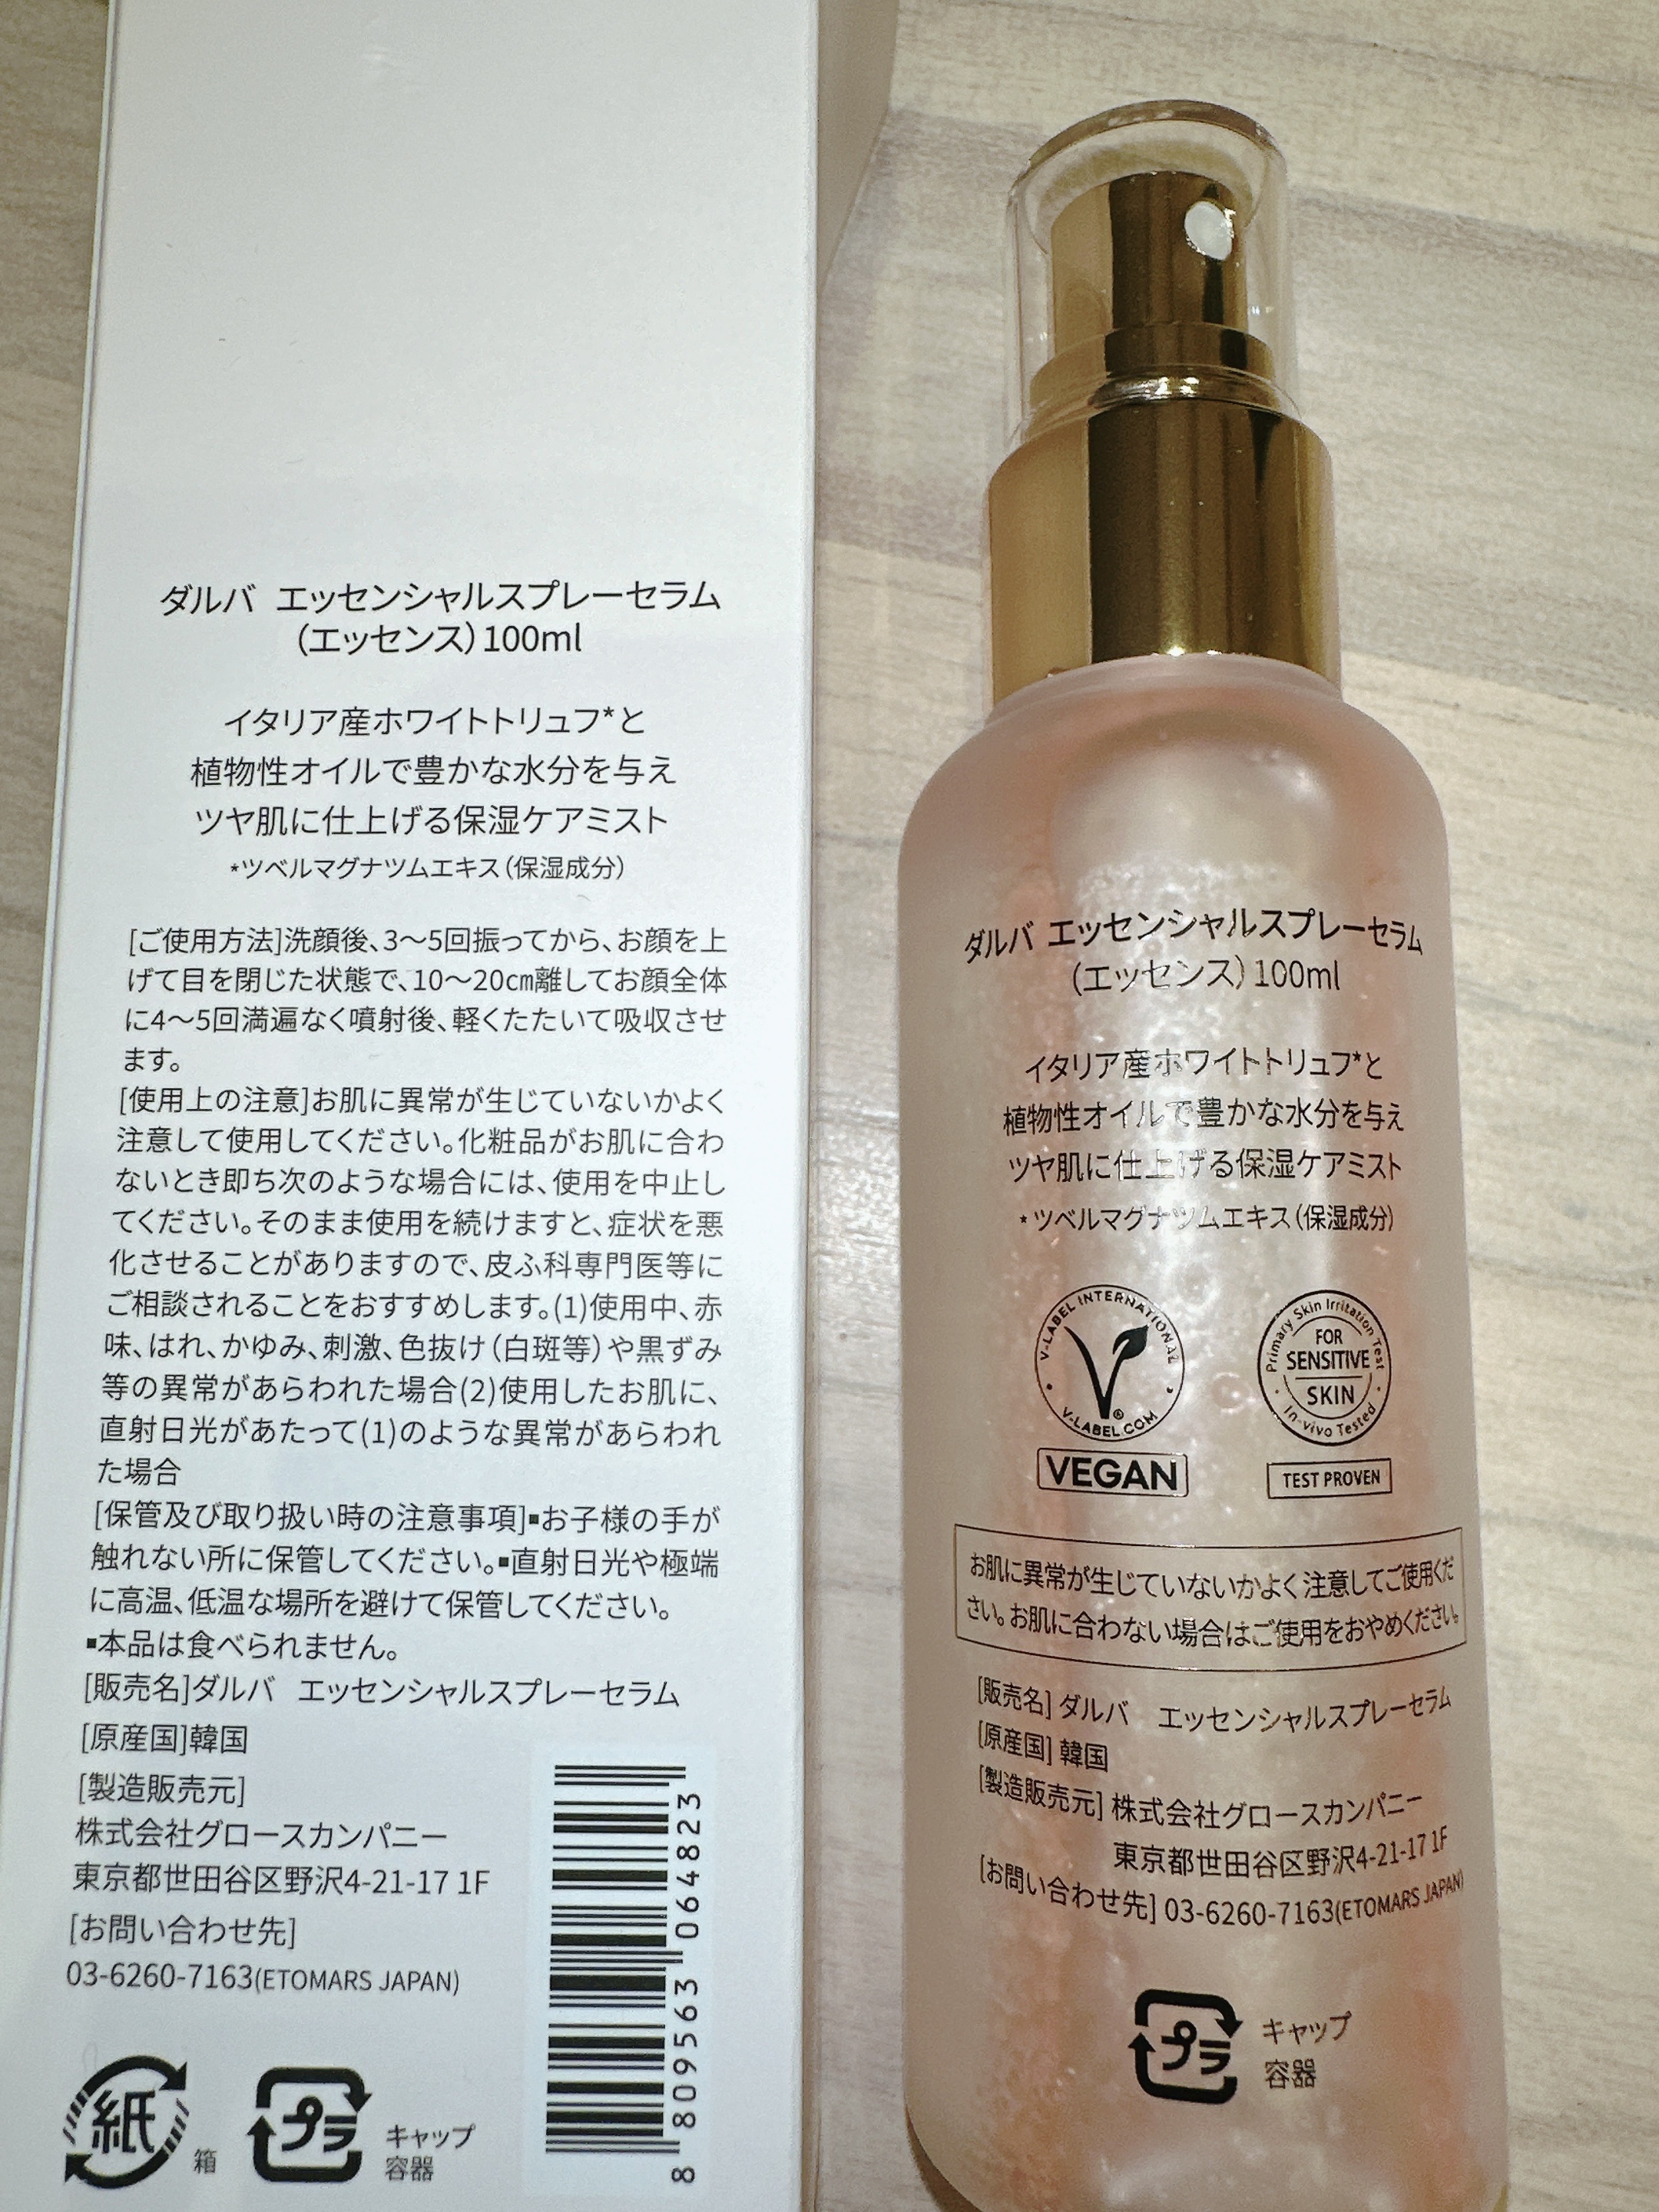 ダルバ エッセンシャルスプレーセラム
(エッセンス)100ml
イタリア産ホワイトトリュフ*と
植物性オイルで豊かな水分を与え
ツヤ肌に仕上げる保湿ケアミスト
*ツベルマグナツムエキス(保湿成分)
[ご使用方法]洗顔後、3〜5回振ってから、お顔を上
げて目を閉じた状態で、10〜20㎝離してお顔全体
に4〜5回満遍なく噴射後、軽くたたいて吸収させ
ます。
[使用上の注意]お肌に異常が生じていないかよく
注意して使用してください。化粧品がお肌に合わ
ないとき即ち次のような場合には、使用を中止し
てください。そのまま使用を続けますと、症状を悪
化させることがありますので、皮ふ科専門医等に
ご相談されることをおすすめします。(1)使用中、赤
味、はれ、かゆみ、刺激、色抜け(白斑等)や黒ずみ
等の異常があらわれた場合(2)使用したお肌に、
直射日光があたって(1)のような異常があらわれ
た場合
[保管及び取り扱い時の注意事項]▪お子様の手が
触れない所に保管してください。▪直射日光や極端
に高温、低温な場所を避けて保管してください。
▪本品は食べられません。
[販売名]ダルバ エッセンシャルスプレーセラム
[原産国]韓国
[製造販売元]
株式会社グロースカンパニー
東京都世田谷区野沢4-21-17 1F
[お問い合わせ先]
03-6260-7163(ETOMARS JAPAN)
紙
箱
プラ
キャップ
容器
8 809563 064823
ダルバ エッセンシャルスプレーセラム
(エッセンス)100ml
イタリア産ホワイトトリュフ*と
植物性オイルで豊かな水分を与え
ツヤ肌に仕上げる保湿ケアミスト
*ツベルマグナツムエキス(保湿成分)
V-LABEL INTERNATIONAL
V-LABEL.COM
®
VEGAN
Primary Skin Irritation Test
FOR
SENSITIVE
SKIN
In-vivo Tested
TEST PROVEN
お肌に異常が生じていないかよく注意してご使用くだ
さい。お肌に合わない場合はご使用をおやめください。
[販売名] ダルバ エッセンシャルスプレーセラム
[原産国] 韓国
[製造販売元] 株式会社グロースカンパニー
東京都世田谷区野沢4-21-17 1F
[お問い合わせ先] 03-6260-7163(ETOMARS JAPAN)
プラ
キャップ
容器